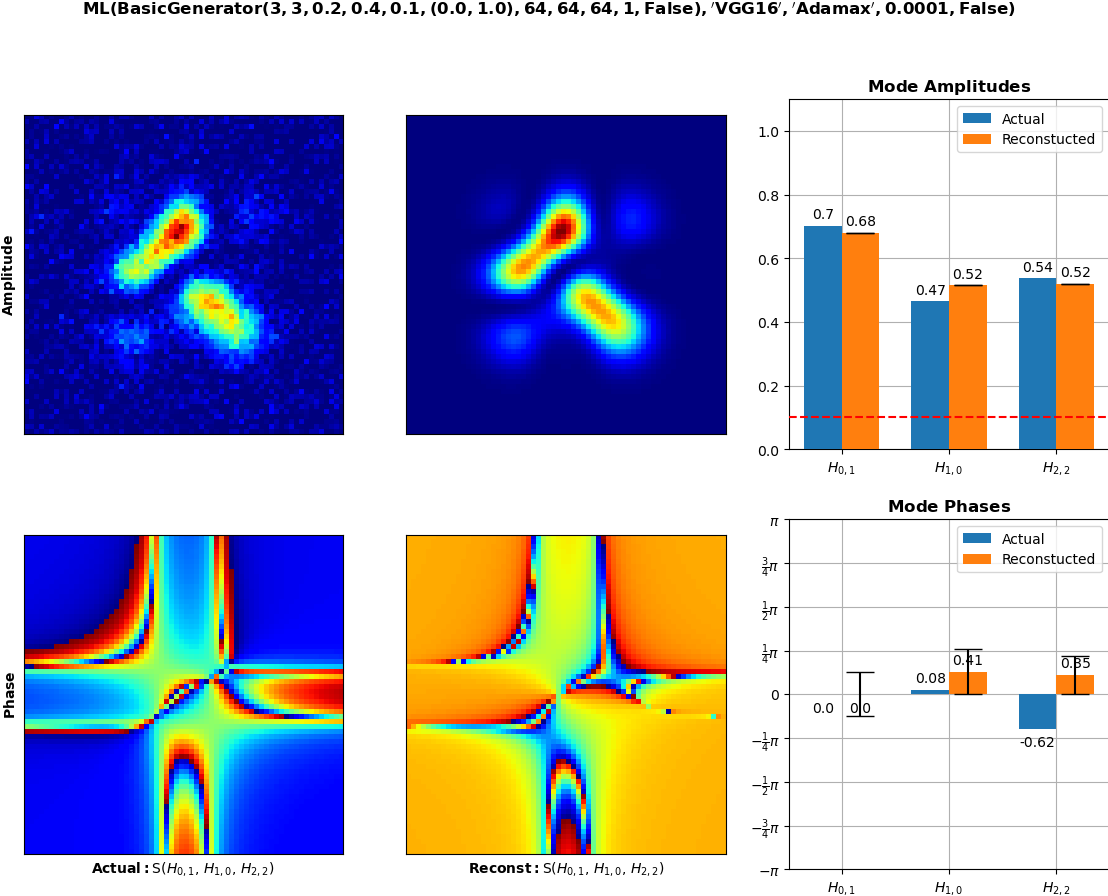 ML(BasicGenerator(3, 3, 0.2, 0.4, 0.1, (0.0, 1.0), 64, 64, 64, 1, False), 'VGG16', 'Adamax', 0.0001, False)
Amplitude
Mode Amplitudes
Actual
Reconstucted
1.0
0.8
0.6
0.4
0.2
0.0
0.7
0.68
0.47
0.52
0.54
0.52
H0,1
H1,0
H2,2
Phase
Actual: S(H0,1, H1,0, H2,2)
Reconst: S(H0,1, H1,0, H2,2)
Mode Phases
Actual
Reconstucted
π
3/4π
1/2π
1/4π
0
−1/4π
−1/2π
−3/4π
−π
0.0
0.0
0.08
0.41
-0.62
0.35
H0,1
H1,0
H2,2